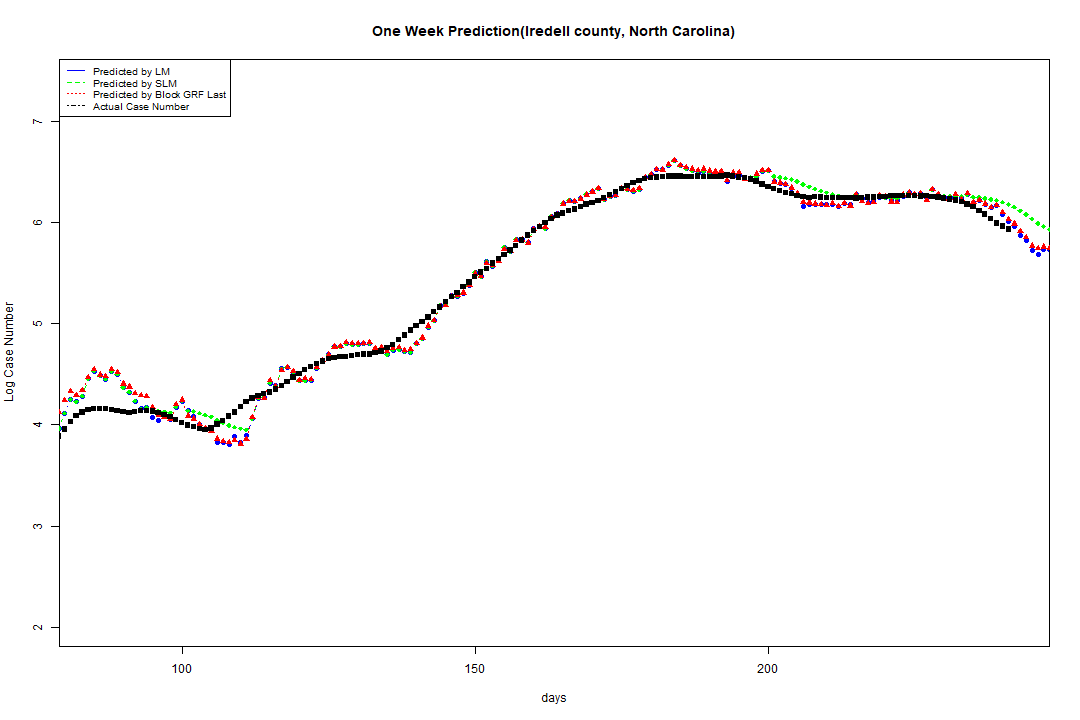 One Week Prediction(Iredell county, North Carolina)
Predicted by LM
Predicted by SLM
Predicted by Block GRF Last
Actual Case Number
Log Case Number
7
6
5
4
3
2
100 150 200
days